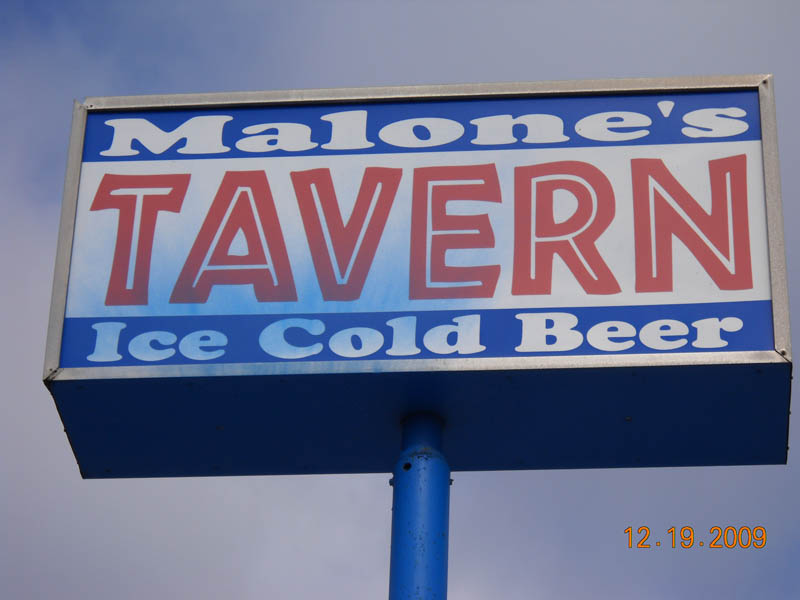 Malone's
TAVERN
Ice Cold Beer
12.19.2009